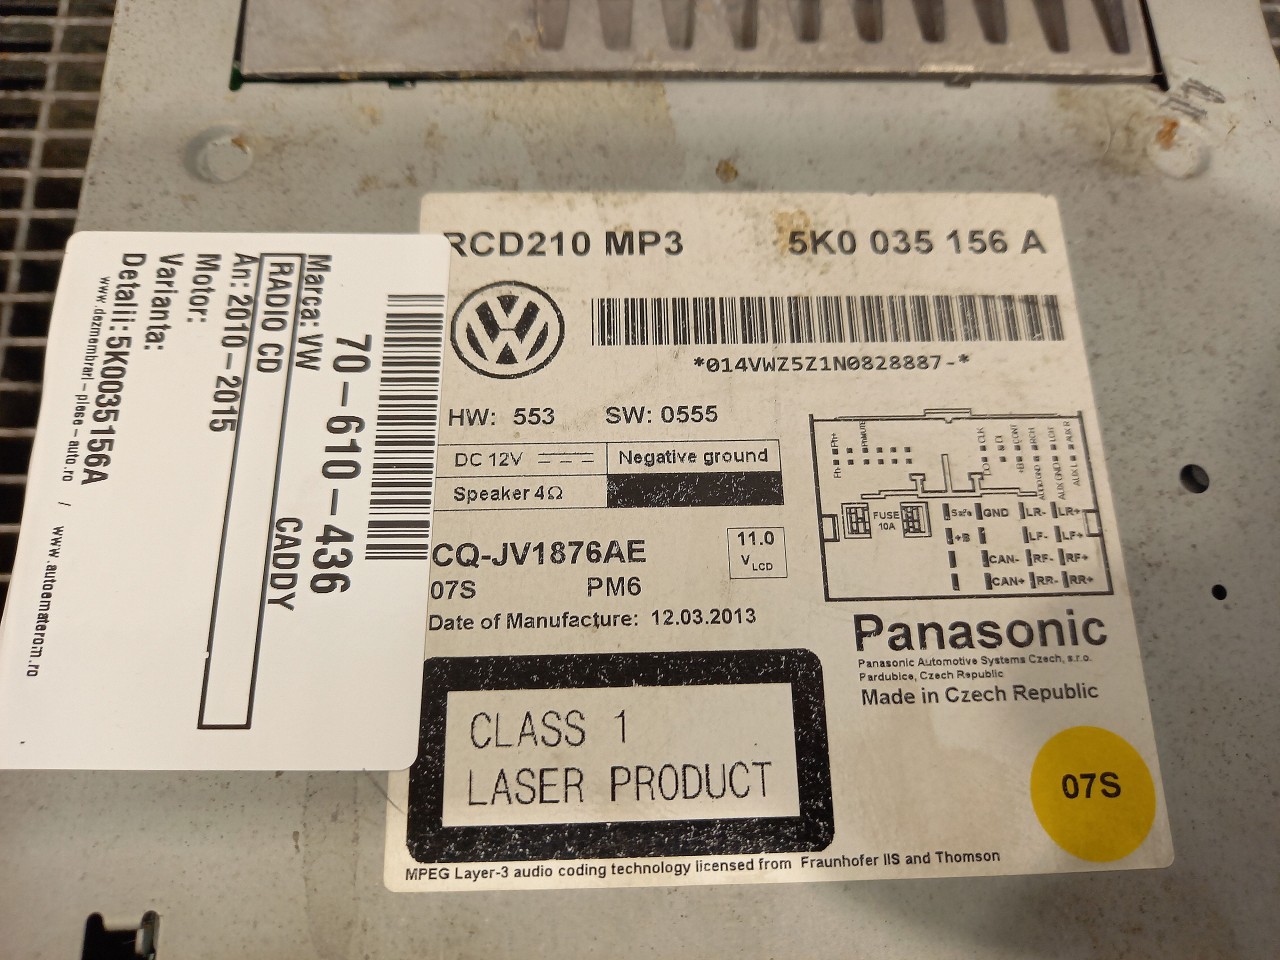 RCD210 MP3 5K0 035 156 A
*014VWZ5Z1N0828887-*
HW: 553 SW: 0555
DC 12V Negative ground
Speaker 4Ω
CQ-JV1876AE
11.0
VLCD
07S PM6
Date of Manufacture: 12.03.2013
CLASS 1
LASER PRODUCT
MPEG Layer-3 audio coding technology licensed from Fraunhofer IIS and Thomson
CLK
FUSE
10A
Safe GND LR- LR+
+B LF- LF+
CAN- RF- RF+
CAN+ RR- RR+
Panasonic
Panasonic Automotive Systems Czech, s.r.o.
Pardubice, Czech Republic
Made in Czech Republic
07S
70-610-436
Marca: VW
RADIO CD CADDY
An: 2010-2015
Motor:
Varianta:
Detalii: 5K0035156A
www.dezmembrari-piese-auto.ro / www.autoematerom.ro